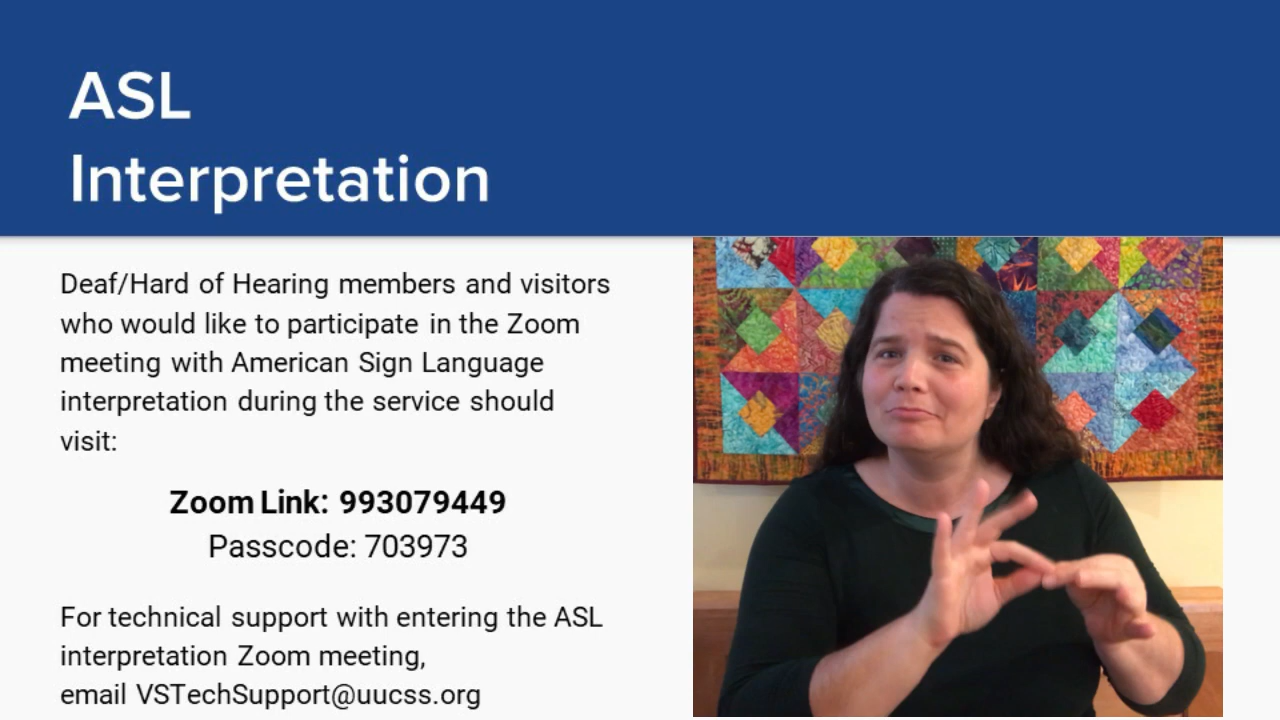 ASL
Interpretation
Deaf/Hard of Hearing members and visitors
who would like to participate in the Zoom
meeting with American Sign Language
interpretation during the service should
visit:
Zoom Link: 993079449
Passcode: 703973
For technical support with entering the ASL
interpretation Zoom meeting,
email VSTechSupport@uucss.org